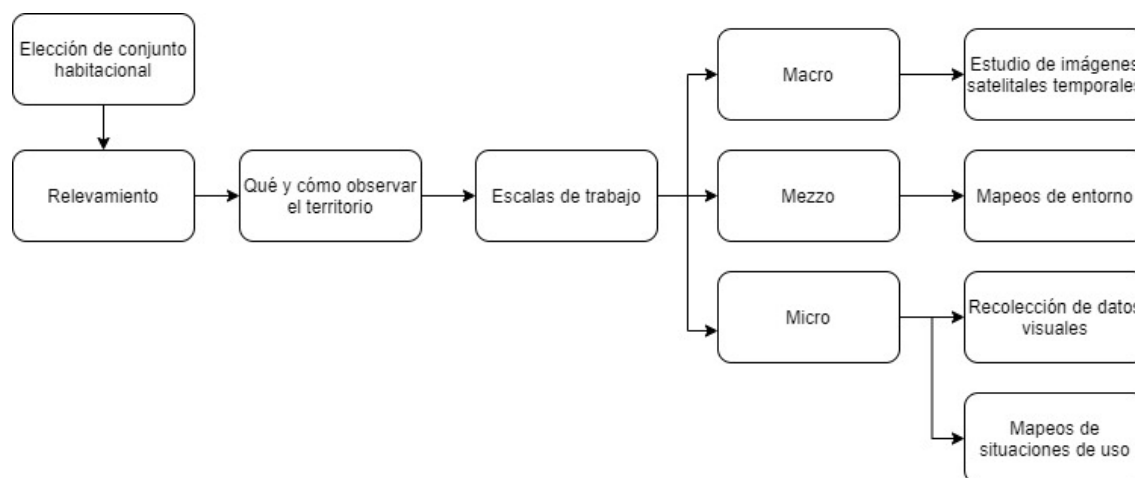 Elección de conjunto
habitacional
Relevamiento
Qué y cómo observar
el territorio
Escalas de trabajo
Macro
Estudio de imágenes
satelitales temporales
Mezzo
Mapeos de entorno
Micro
Recolección de datos
visuales
Mapeos de
situaciones de uso